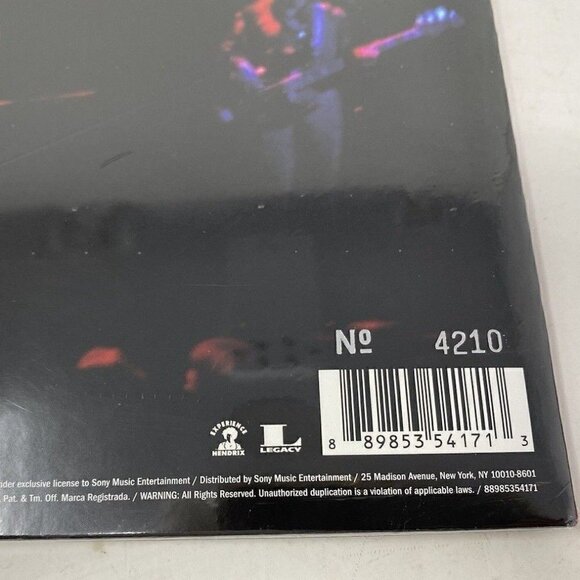 Nº 4210
EXPERIENCE
HENDRIX
L
LEGACY
8 89853 54171 3
nder exclusive license to Sony Music Entertainment / Distributed by Sony Music Entertainment / 25 Madison Avenue, New York, NY 10010-8601
. Pat. & Tm. Off. Marca Registrada. / WARNING: All Rights Reserved. Unauthorized duplication is a violation of applicable laws. / 88985354171